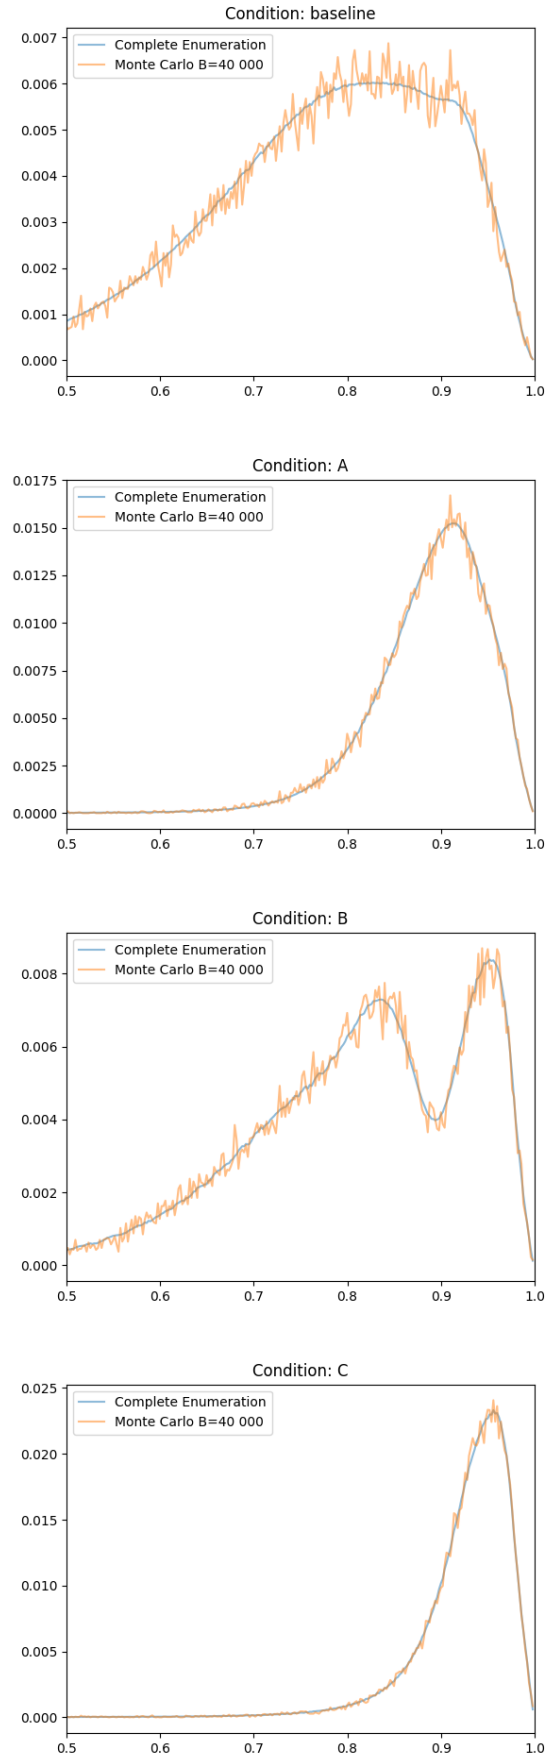 Condition: baseline
Complete Enumeration
Monte Carlo B=40 000
0.007
0.006
0.005
0.004
0.003
0.002
0.001
0.000
0.5 0.6 0.7 0.8 0.9 1.0
Condition: A
Complete Enumeration
Monte Carlo B=40 000
0.0175
0.0150
0.0125
0.0100
0.0075
0.0050
0.0025
0.0000
0.5 0.6 0.7 0.8 0.9 1.0
Condition: B
Complete Enumeration
Monte Carlo B=40 000
0.008
0.006
0.004
0.002
0.000
0.5 0.6 0.7 0.8 0.9 1.0
Condition: C
Complete Enumeration
Monte Carlo B=40 000
0.025
0.020
0.015
0.010
0.005
0.000
0.5 0.6 0.7 0.8 0.9 1.0